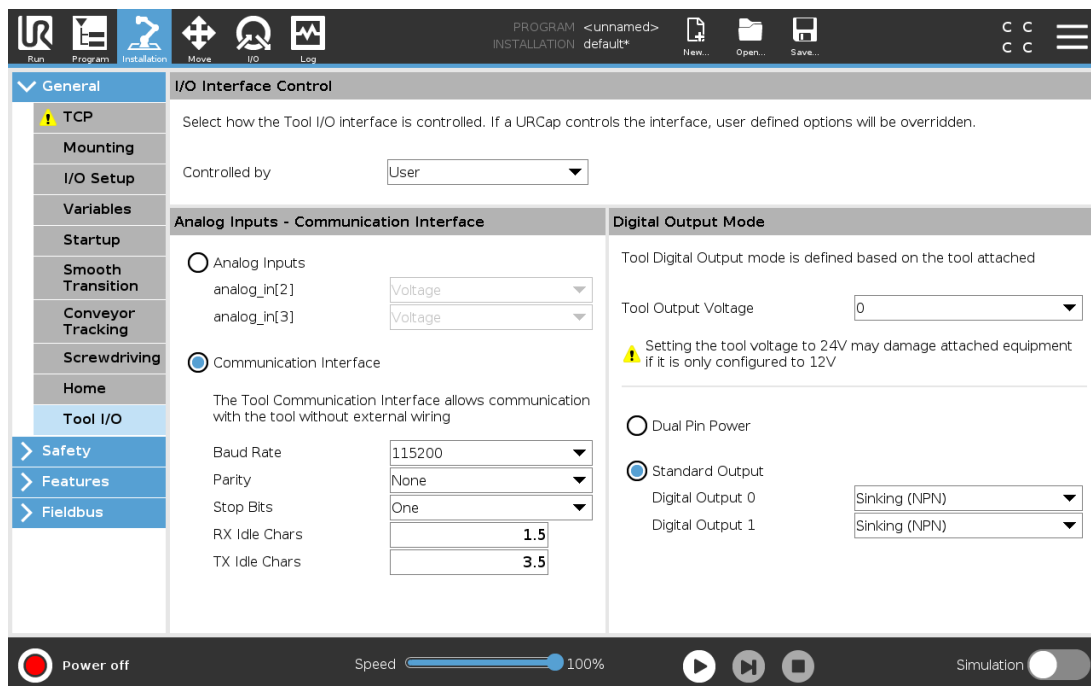 UR
Run
Program
Installation
Move
I/O
Log
PROGRAM <unnamed>
INSTALLATION default*
New...
Open...
Save...
C C
C C
General
TCP
Mounting
I/O Setup
Variables
Startup
Smooth
Transition
Conveyor
Tracking
Screwdriving
Home
Tool I/O
Safety
Features
Fieldbus
I/O Interface Control
Select how the Tool I/O interface is controlled. If a URCap controls the interface, user defined options will be overridden.
Controlled by User
Analog Inputs - Communication Interface
Analog Inputs
analog_in[2] Voltage
analog_in[3] Voltage
Communication Interface
The Tool Communication Interface allows communication
with the tool without external wiring
Baud Rate 115200
Parity None
Stop Bits One
RX Idle Chars 1.5
TX Idle Chars 3.5
Digital Output Mode
Tool Digital Output mode is defined based on the tool attached
Tool Output Voltage 0
Setting the tool voltage to 24V may damage attached equipment
if it is only configured to 12V
Dual Pin Power
Standard Output
Digital Output 0 Sinking (NPN)
Digital Output 1 Sinking (NPN)
Power off
Speed 100%
Simulation